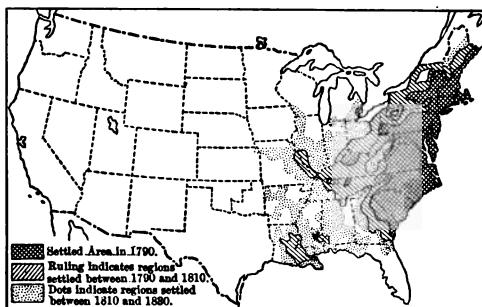 Settled Area in 1790.
Ruling indicates regions
settled between 1790 and 1810.
Dots indicate regions settled
between 1810 and 1830.